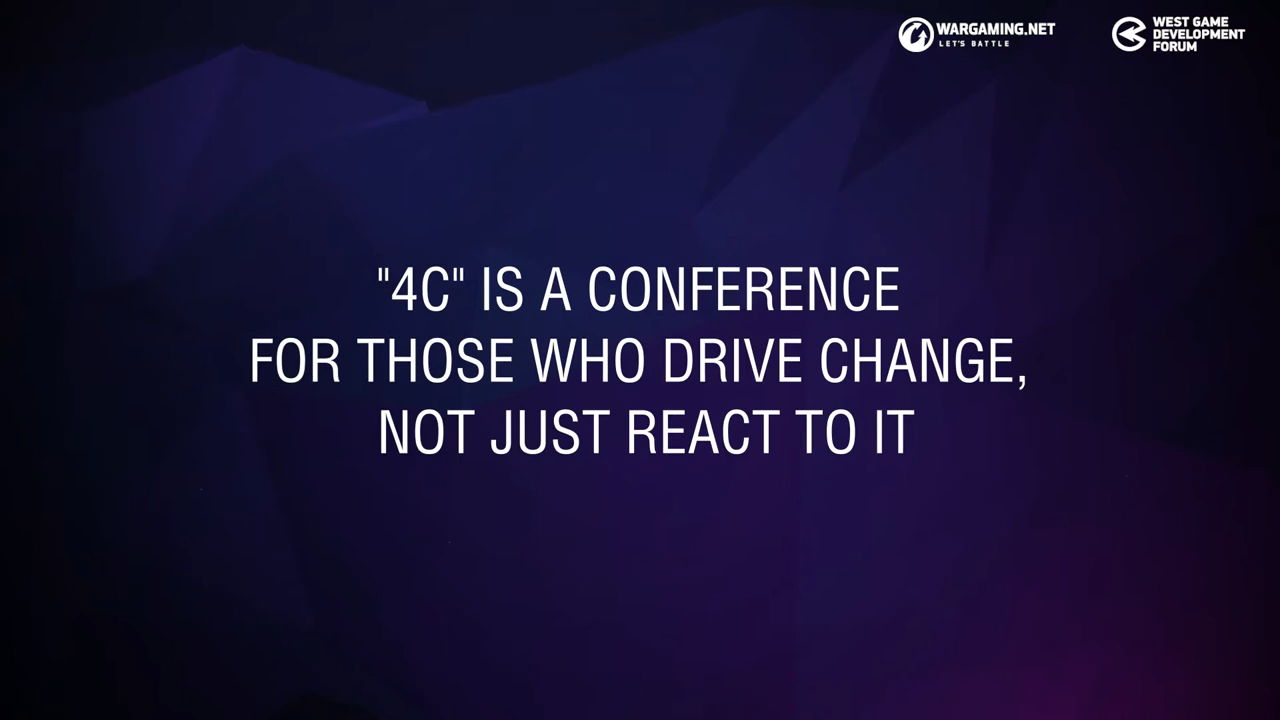 WARGAMING.NET
LET'S BATTLE
WEST GAME
DEVELOPMENT
FORUM
"4C" IS A CONFERENCE
FOR THOSE WHO DRIVE CHANGE,
NOT JUST REACT TO IT